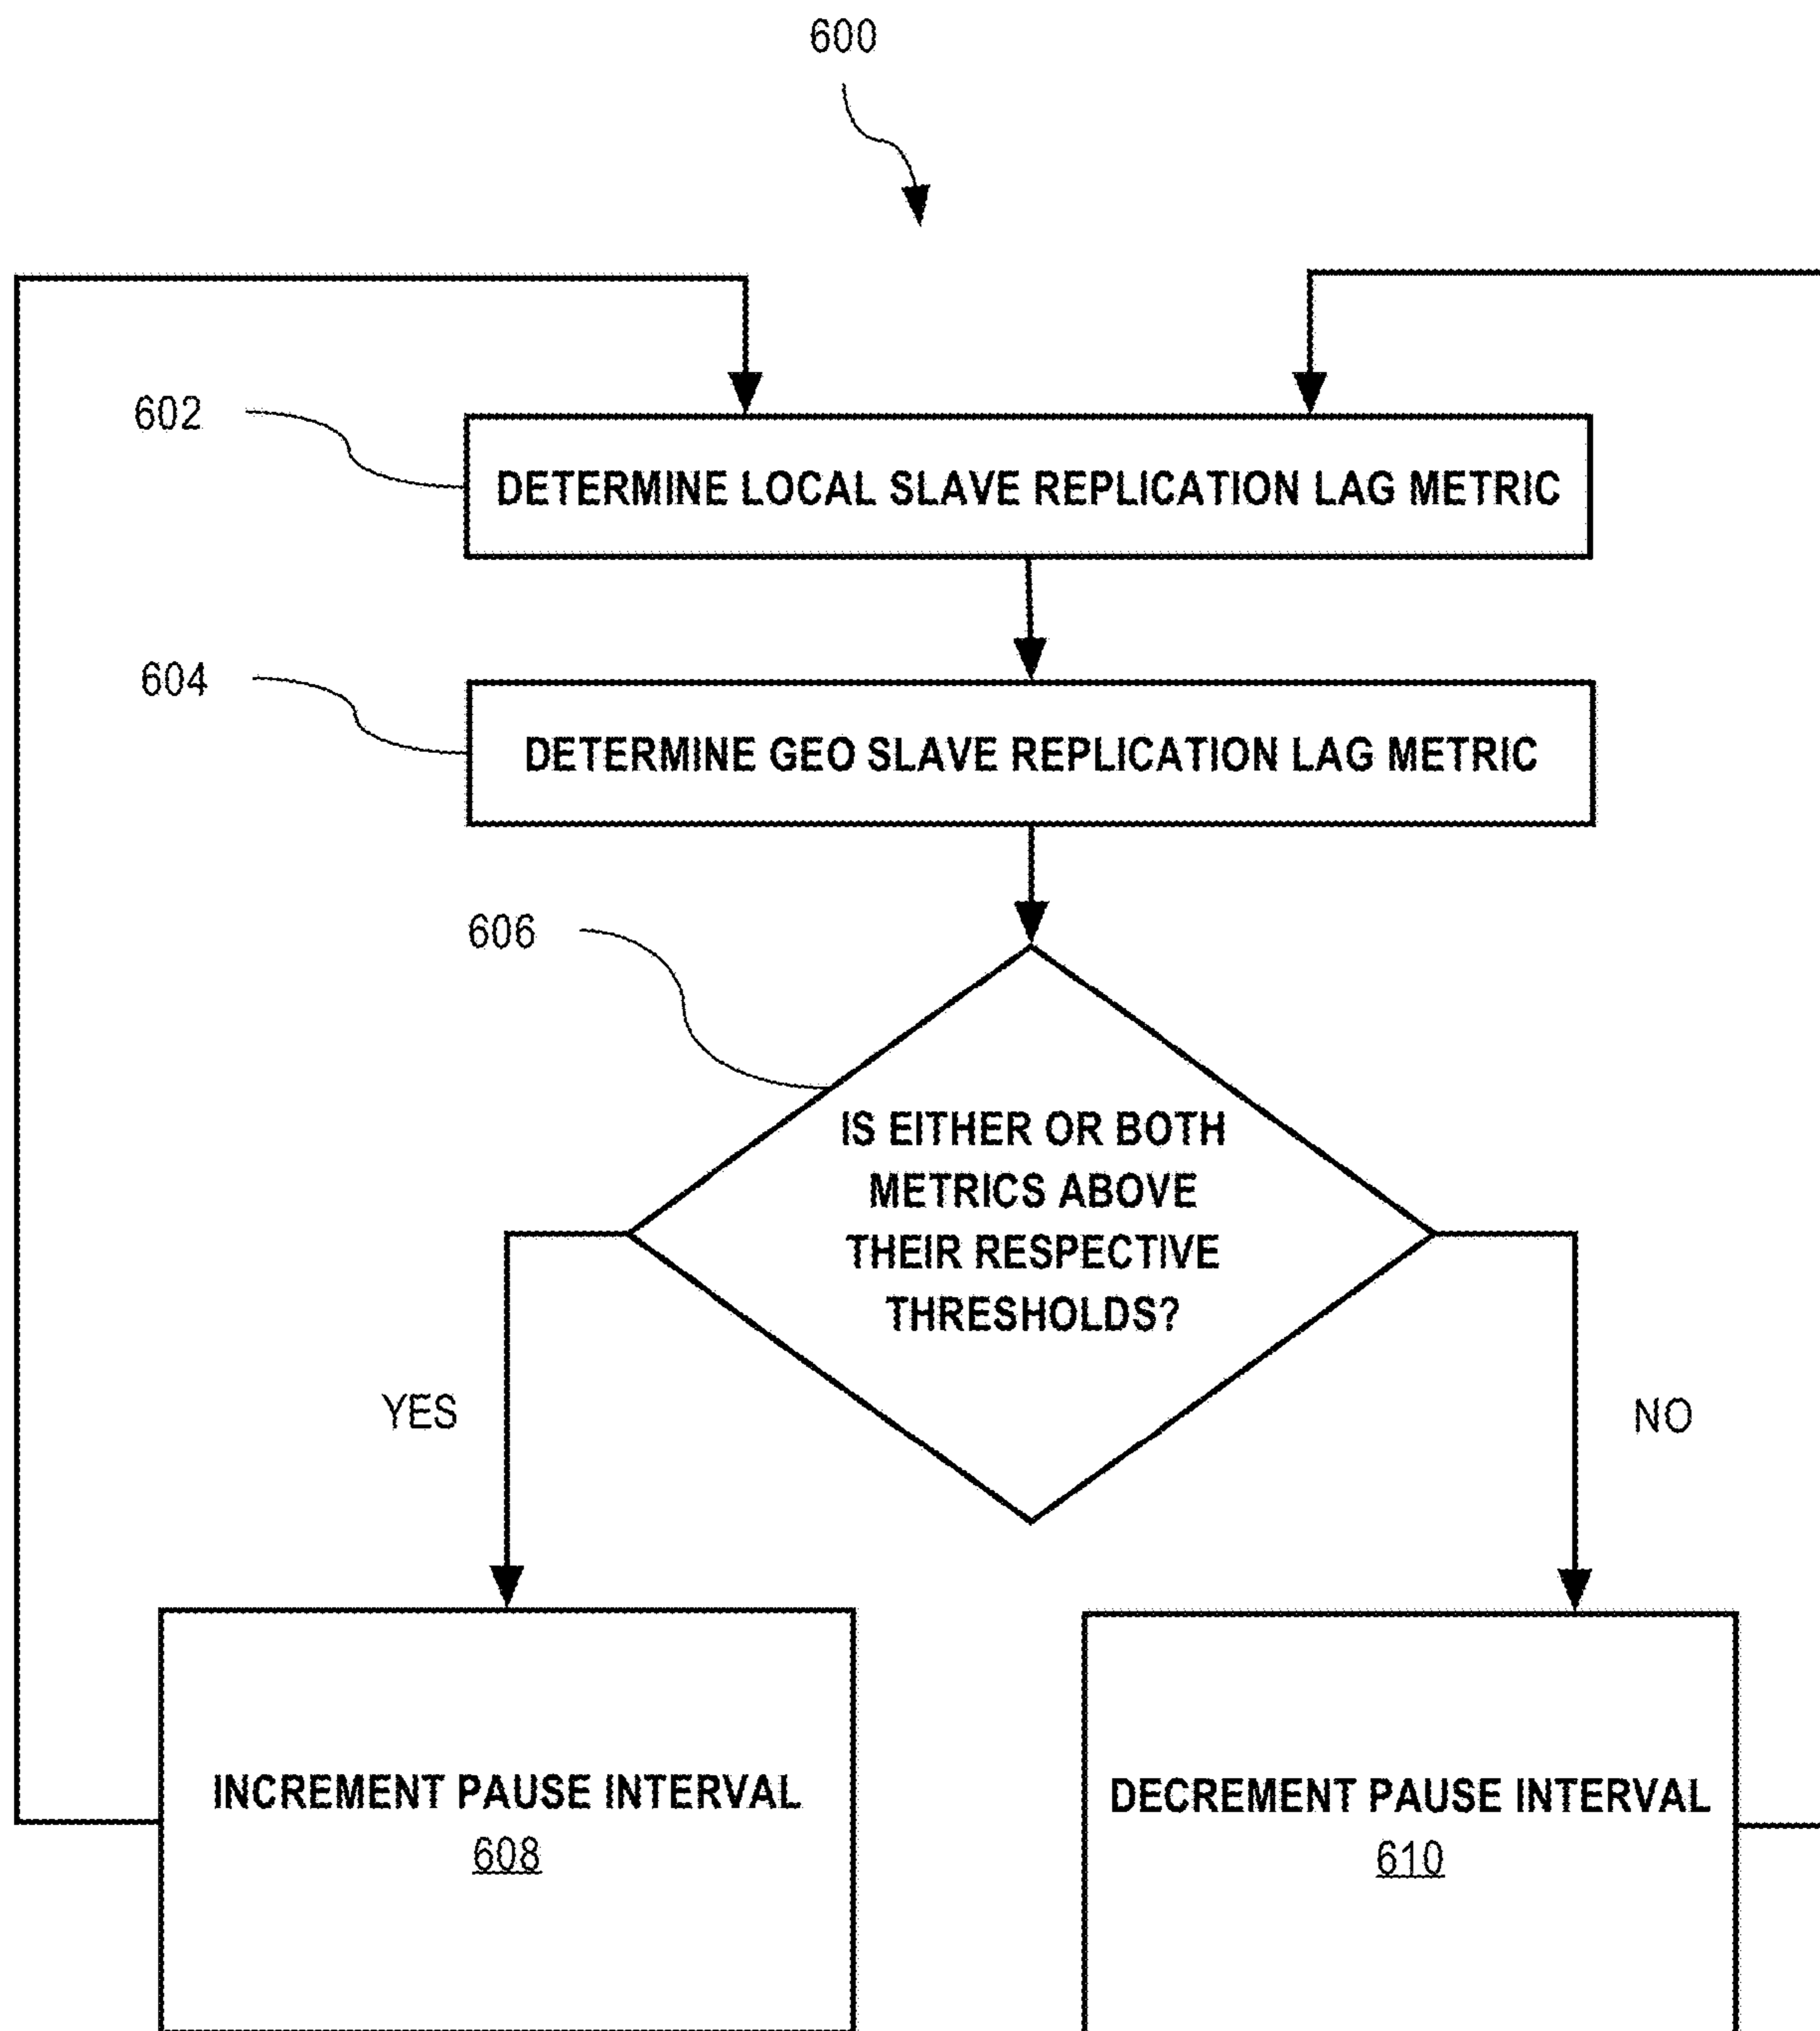 600
602
DETERMINE LOCAL SLAVE REPLICATION LAG METRIC
604
DETERMINE GEO SLAVE REPLICATION LAG METRIC
606
IS EITHER OR BOTH
METRICS ABOVE
THEIR RESPECTIVE
THRESHOLDS?
YES
NO
INCREMENT PAUSE INTERVAL
608
DECREMENT PAUSE INTERVAL
610